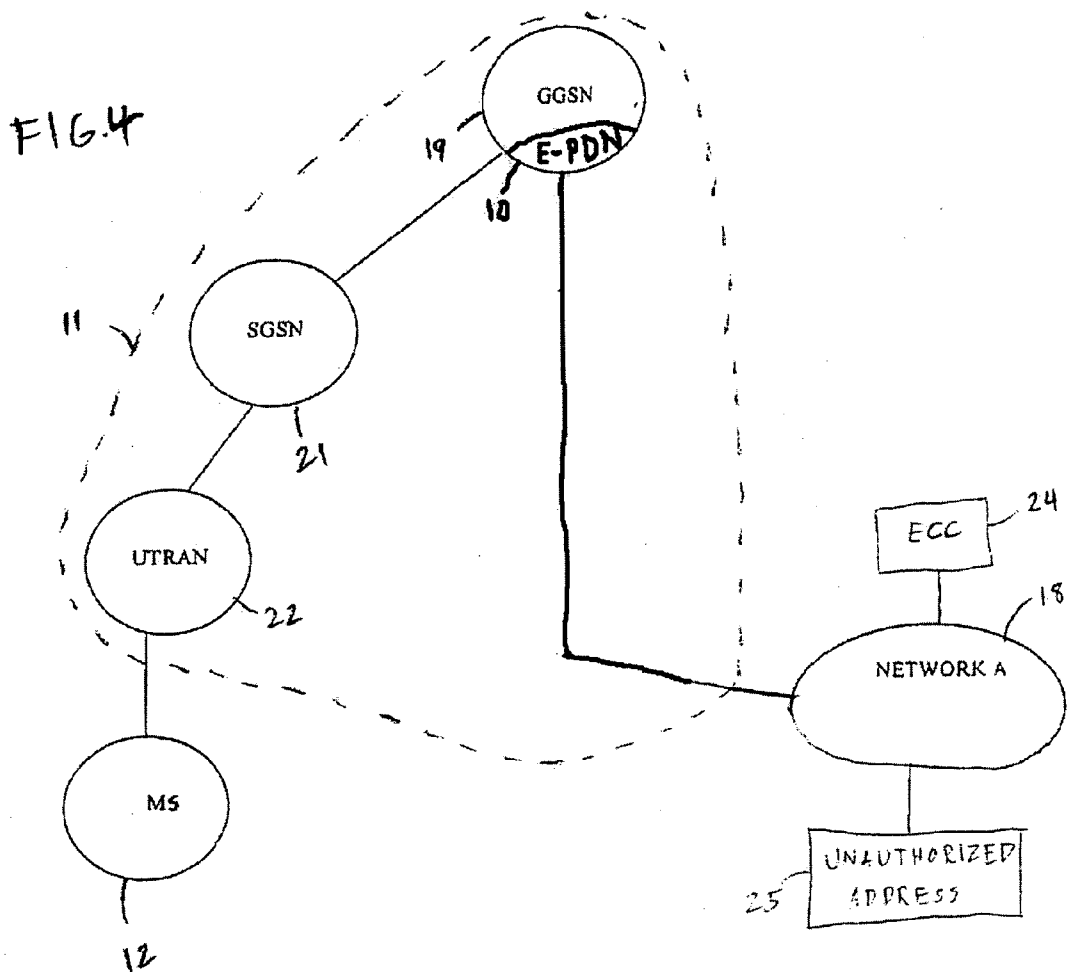 FIG.4
GGSN
19
E-PDN
10
11
SGSN
21
UTRAN
22
ECC
24
18
NETWORK A
MS
12
UNAUTHORIZED
ADDRESS
25